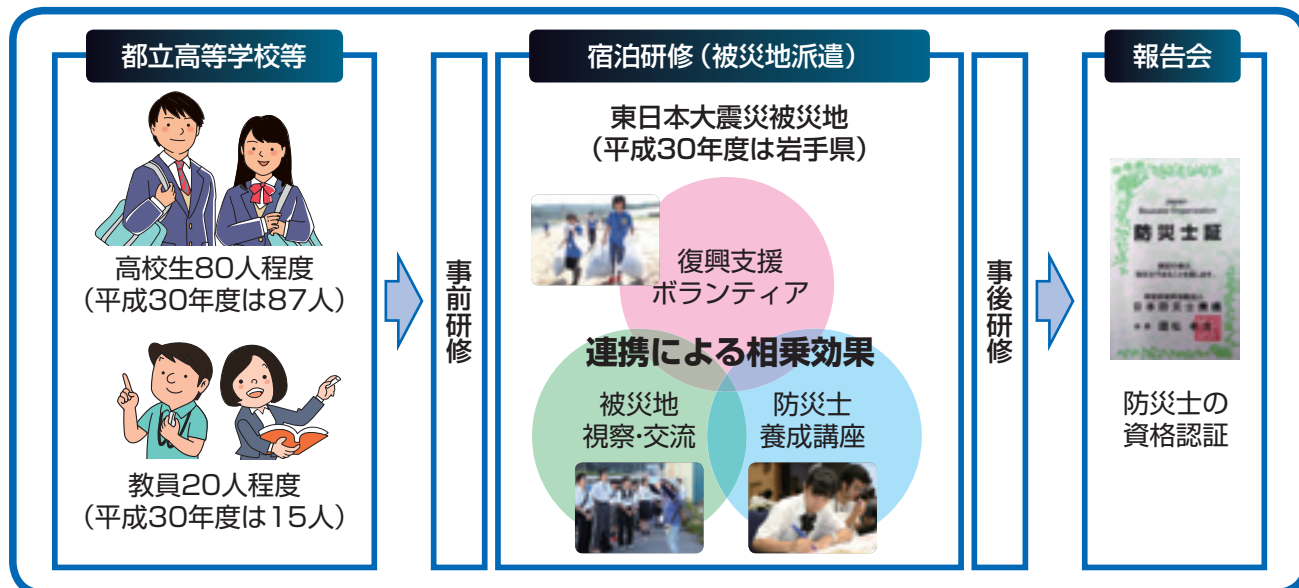 都立高等学校等
高校生80人程度
（平成30年度は87人）
教員20人程度
（平成30年度は15人）
事前研修
宿泊研修（被災地派遣）
東日本大震災被災地
（平成30年度は岩手県）
復興支援
ボランティア
連携による相乗効果
被災地
視察・交流
防災士
養成講座
事後研修
報告会
防災士証
防災士の
資格認証